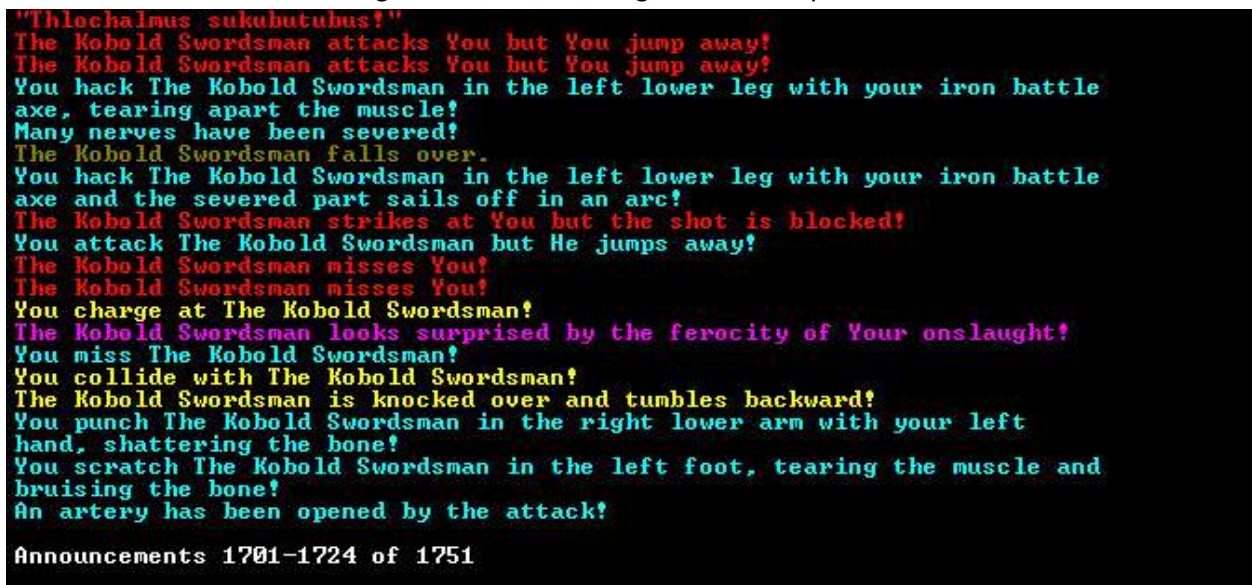 "Thlochalmus sukubutubus!"
The Kobold Swordsman attacks You but You jump away!
The Kobold Swordsman attacks You but You jump away!
You hack The Kobold Swordsman in the left lower leg with your iron battle
axe, tearing apart the muscle!
Many nerves have been severed!
The Kobold Swordsman falls over.
You hack The Kobold Swordsman in the left lower leg with your iron battle
axe and the severed part sails off in an arc!
The Kobold Swordsman strikes at You but the shot is blocked!
You attack The Kobold Swordsman but He jumps away!
The Kobold Swordsman misses You!
The Kobold Swordsman misses You!
You charge at The Kobold Swordsman!
The Kobold Swordsman looks surprised by the ferocity of Your onslaught!
You miss The Kobold Swordsman!
You collide with The Kobold Swordsman!
The Kobold Swordsman is knocked over and tumbles backward!
You punch The Kobold Swordsman in the right lower arm with your left
hand, shattering the bone!
You scratch The Kobold Swordsman in the left foot, tearing the muscle and
bruising the bone!
An artery has been opened by the attack!
Announcements 1701-1724 of 1751